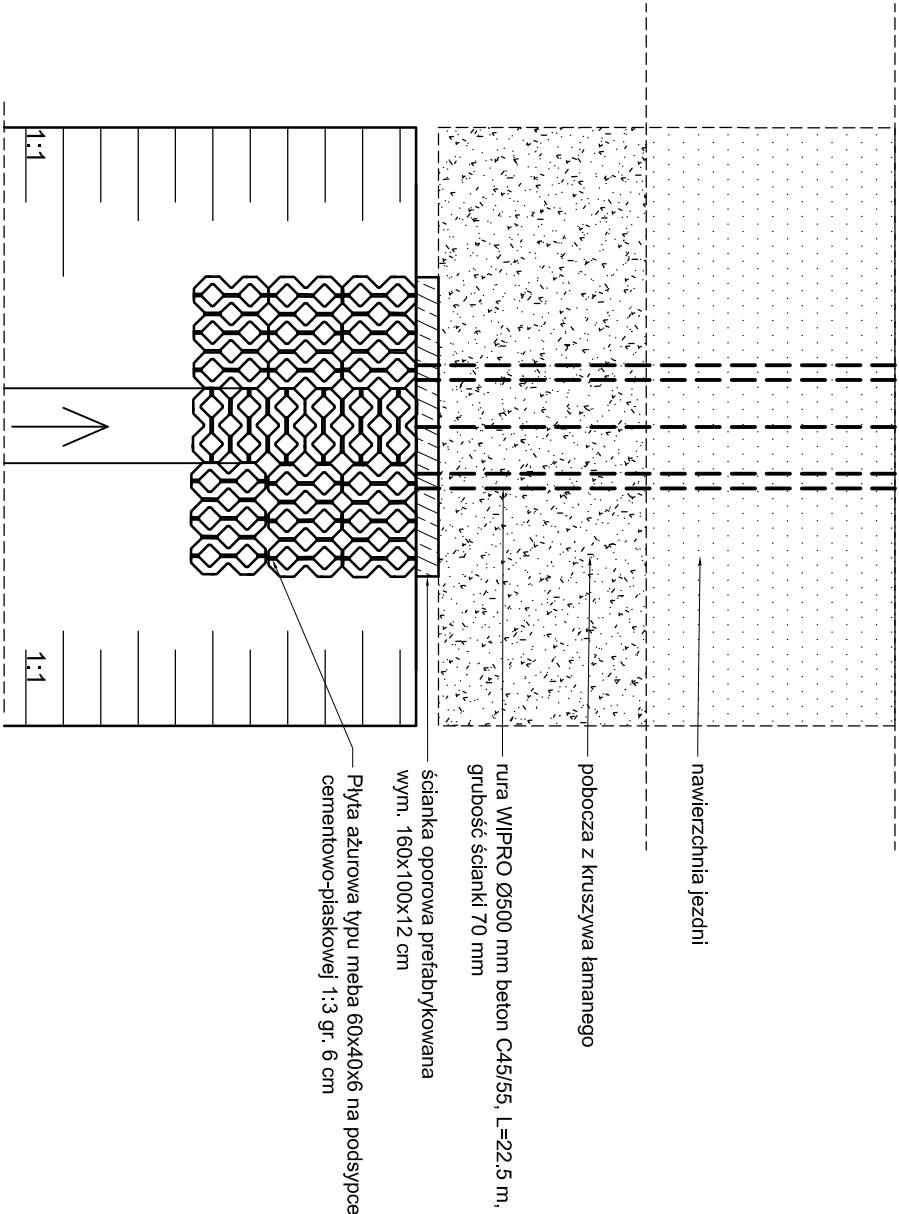 nawierzchnia jezdni
pobocza z kruszywa łamanego
rura WIPRO Ø500 mm beton C45/55, L=22.5 m,
grubość ścianki 70 mm
ścianka oporowa prefabrykowana
wym. 160x100x12 cm
Płyta ażurowa typu meba 60x40x6 na podsypce
cementowo-piaskowej 1:3 gr. 6 cm
1:1
1:1